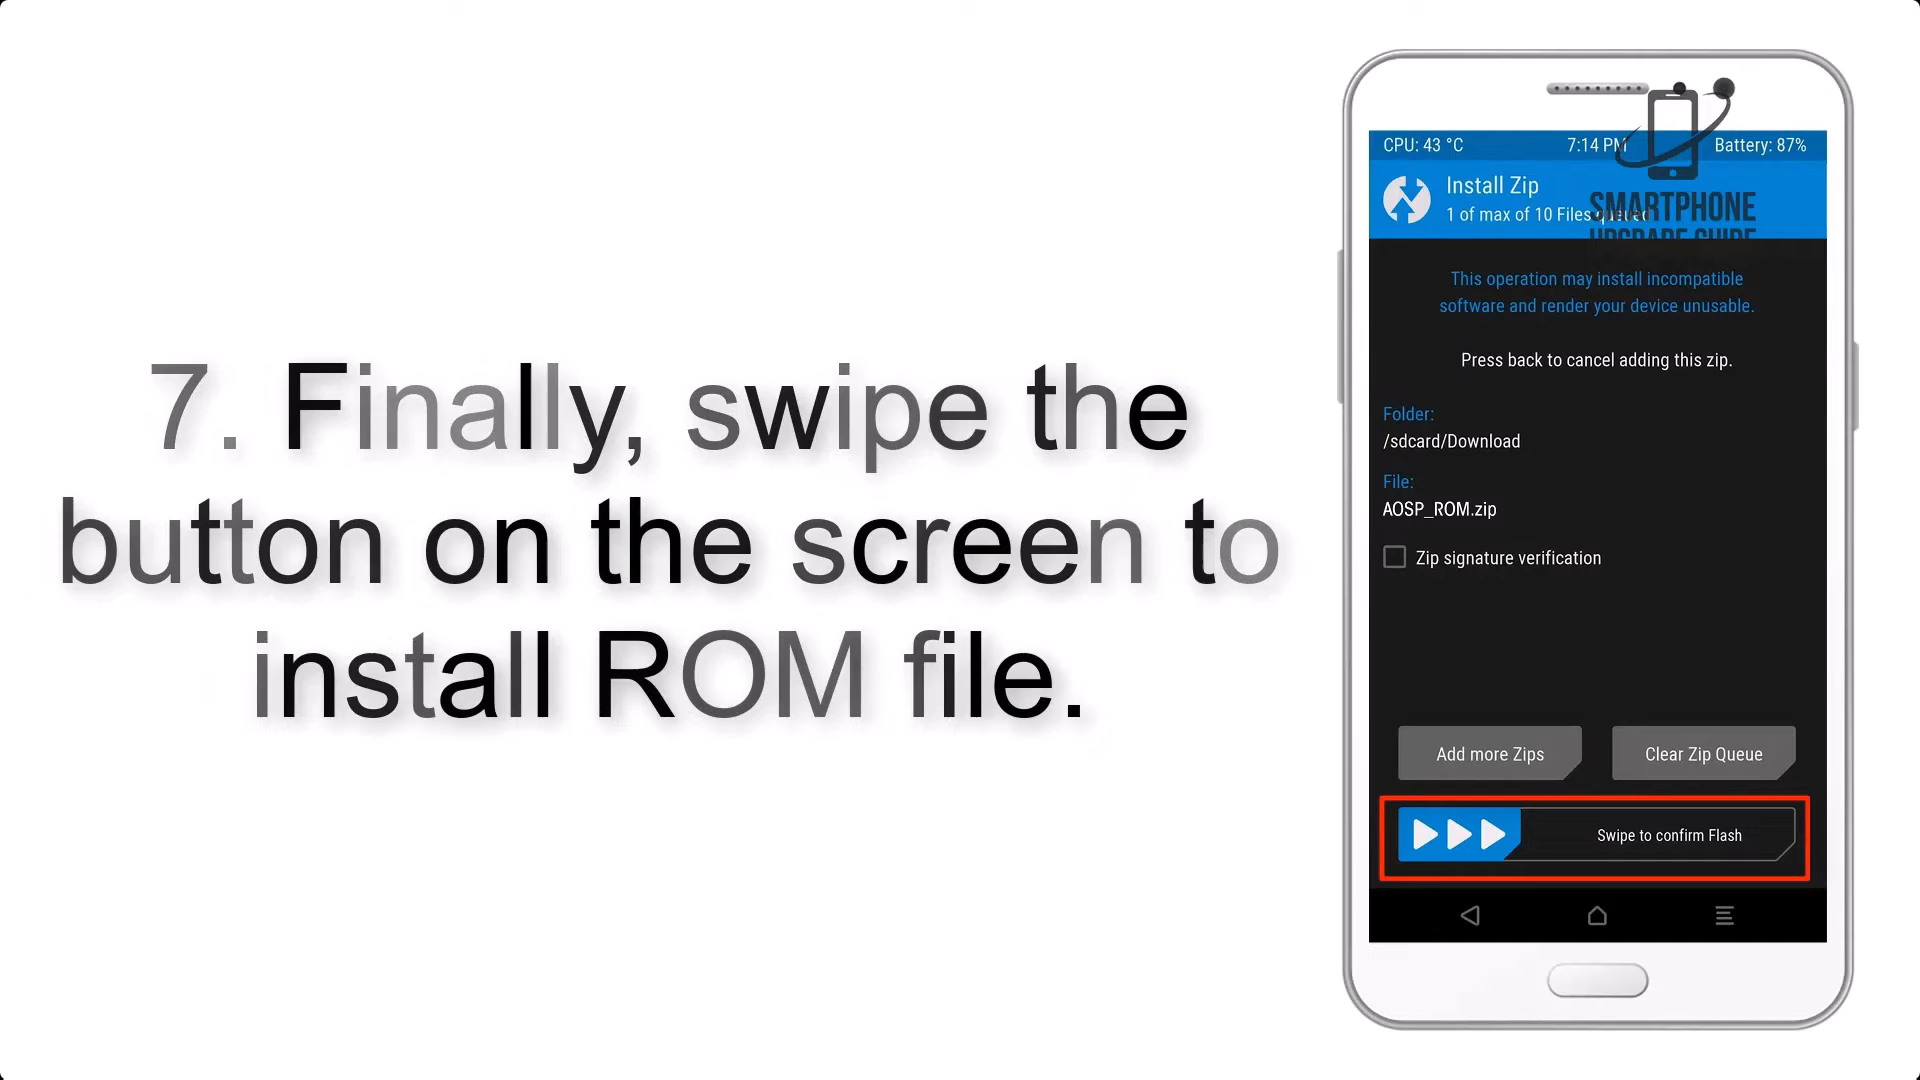 7. Finally, swipe the
button on the screen to
install ROM file.
CPU: 43 °C 7:14 PM Battery: 87%
Install Zip
1 of max of 10 Files queued
SMARTPHONE
UPGRADE GUIDE
This operation may install incompatible
software and render your device unusable.
Press back to cancel adding this zip.
Folder:
/sdcard/Download
File:
AOSP_ROM.zip
Zip signature verification
Add more Zips Clear Zip Queue
Swipe to confirm Flash